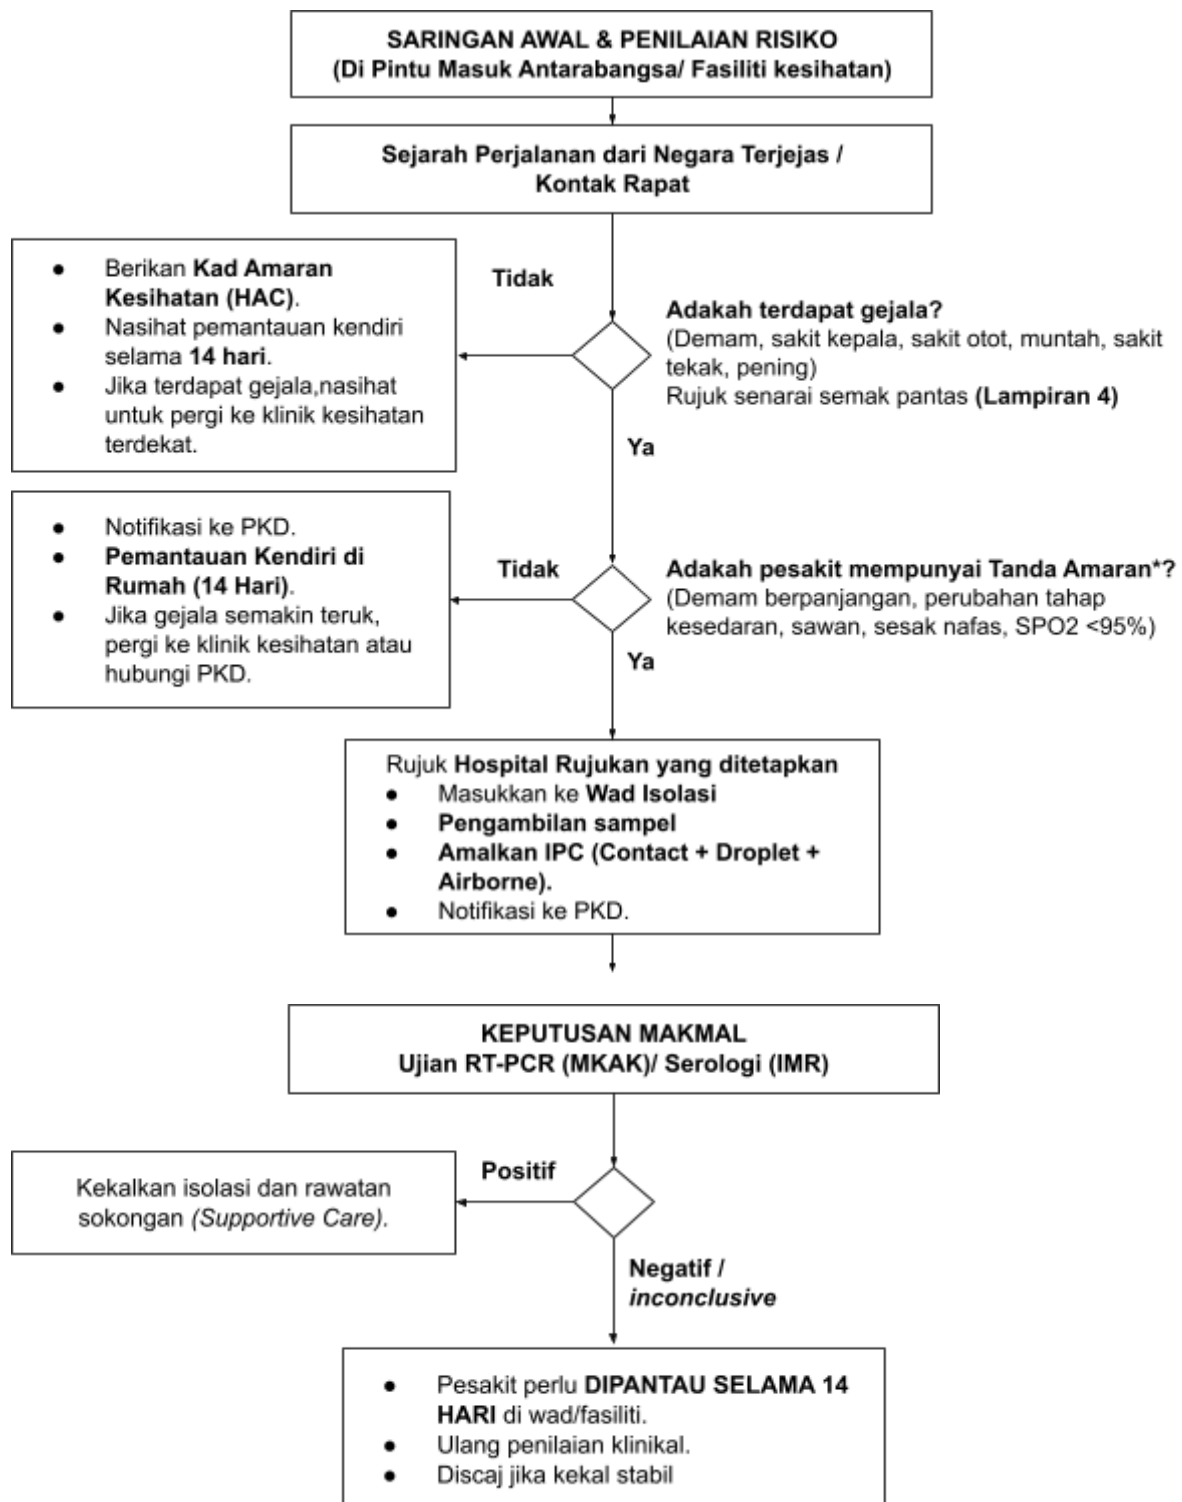 SARINGAN AWAL & PENILAIAN RISIKO
(Di Pintu Masuk Antarabangsa/ Fasiliti kesihatan)
Sejarah Perjalanan dari Negara Terjejas /
Kontak Rapat
● Berikan Kad Amaran
Kesihatan (HAC).
● Nasihat pemantauan kendiri
selama 14 hari.
● Jika terdapat gejala,nasihat
untuk pergi ke klinik kesihatan
terdekat.
Tidak
Adakah terdapat gejala?
(Demam, sakit kepala, sakit otot, muntah, sakit
tekak, pening)
Rujuk senarai semak pantas (Lampiran 4)
Ya
● Notifikasi ke PKD.
● Pemantauan Kendiri di
Rumah (14 Hari).
● Jika gejala semakin teruk,
pergi ke klinik kesihatan atau
hubungi PKD.
Tidak
Adakah pesakit mempunyai Tanda Amaran*?
(Demam berpanjangan, perubahan tahap
kesedaran, sawan, sesak nafas, SPO2 <95%)
Ya
Rujuk Hospital Rujukan yang ditetapkan
● Masukkan ke Wad Isolasi
● Pengambilan sampel
● Amalkan IPC (Contact + Droplet +
Airborne).
● Notifikasi ke PKD.
KEPUTUSAN MAKMAL
Ujian RT-PCR (MKAK)/ Serologi (IMR)
Kekalkan isolasi dan rawatan
sokongan (Supportive Care).
Positif
Negatif /
inconclusive
● Pesakit perlu DIPANTAU SELAMA 14
HARI di wad/fasiliti.
● Ulang penilaian klinikal.
● Discaj jika kekal stabil